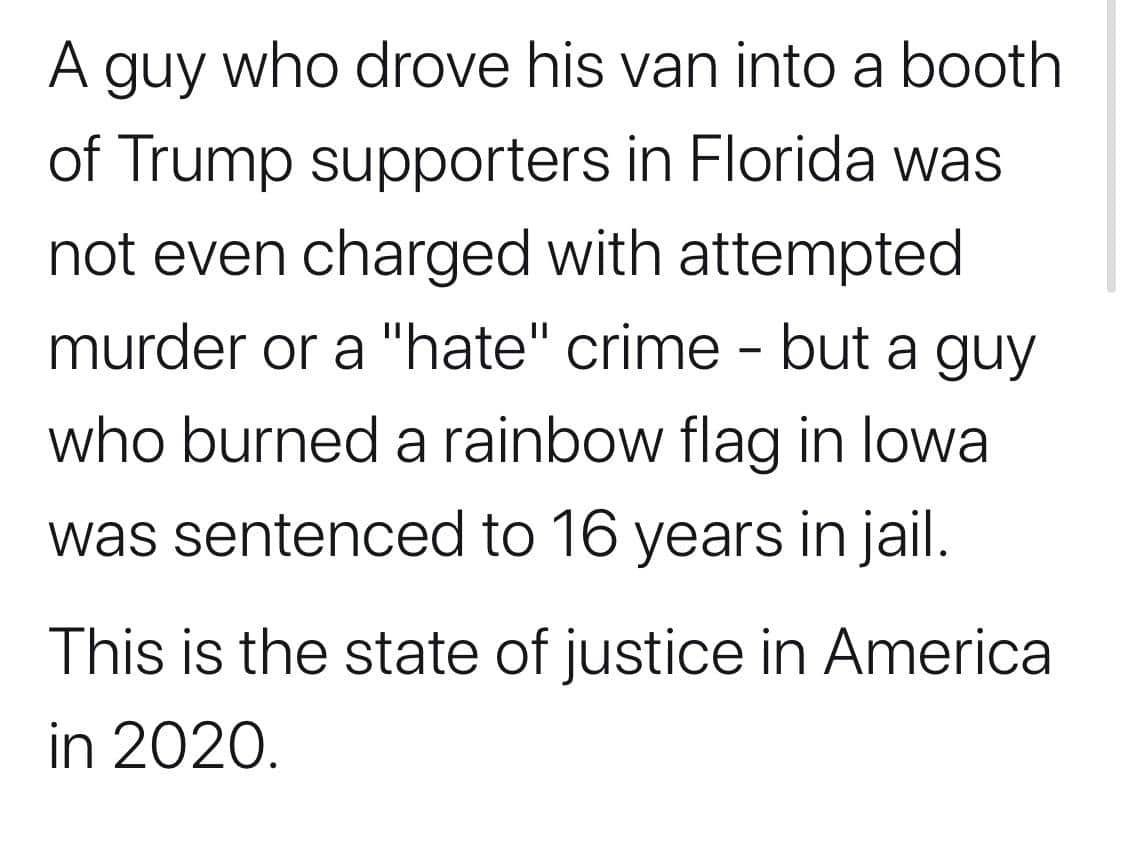 A guy who drove his van into a booth
of Trump supporters in Florida was
not even charged with attempted
murder or a "hate" crime - but a guy
who burned a rainbow flag in Iowa
was sentenced to 16 years in jail.
This is the state of justice in America
in 2020.